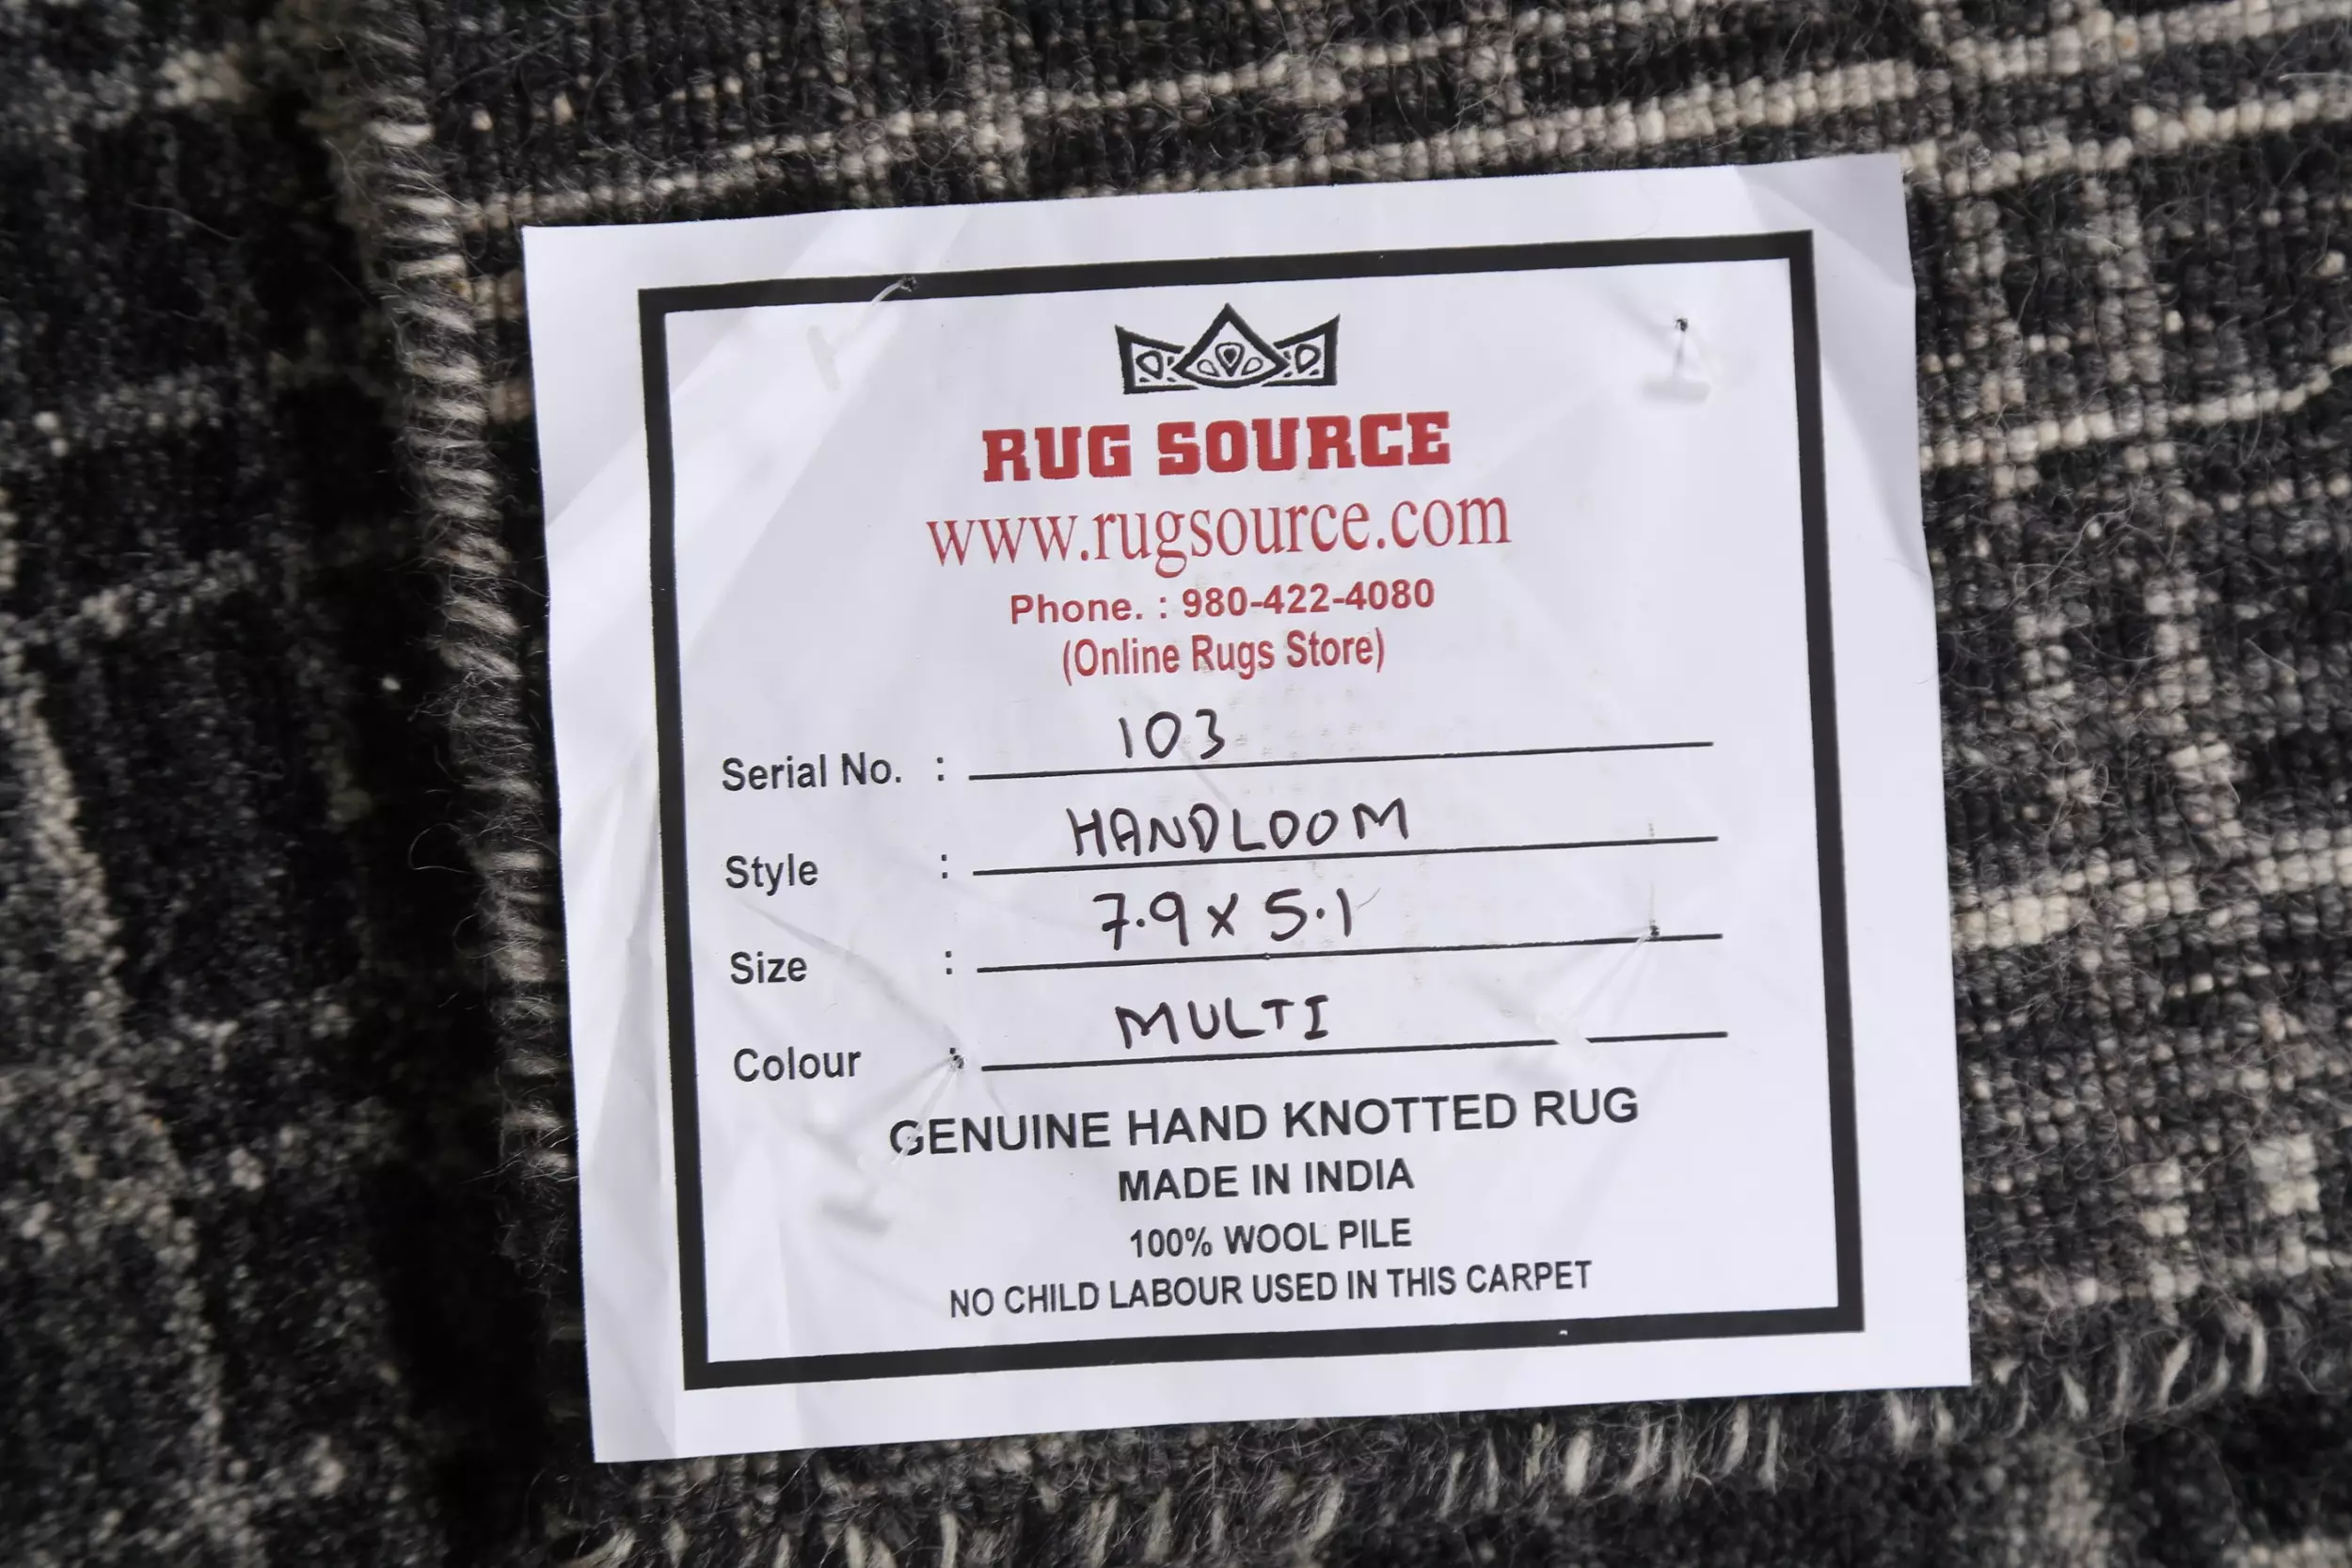 RUG SOURCE
www.rugsource.com
Phone. : 980-422-4080
(Online Rugs Store)
Serial No. : 103
Style : HANDLOOM
Size : 7.9 x 5.1
Colour : MULTI
GENUINE HAND KNOTTED RUG
MADE IN INDIA
100% WOOL PILE
NO CHILD LABOUR USED IN THIS CARPET